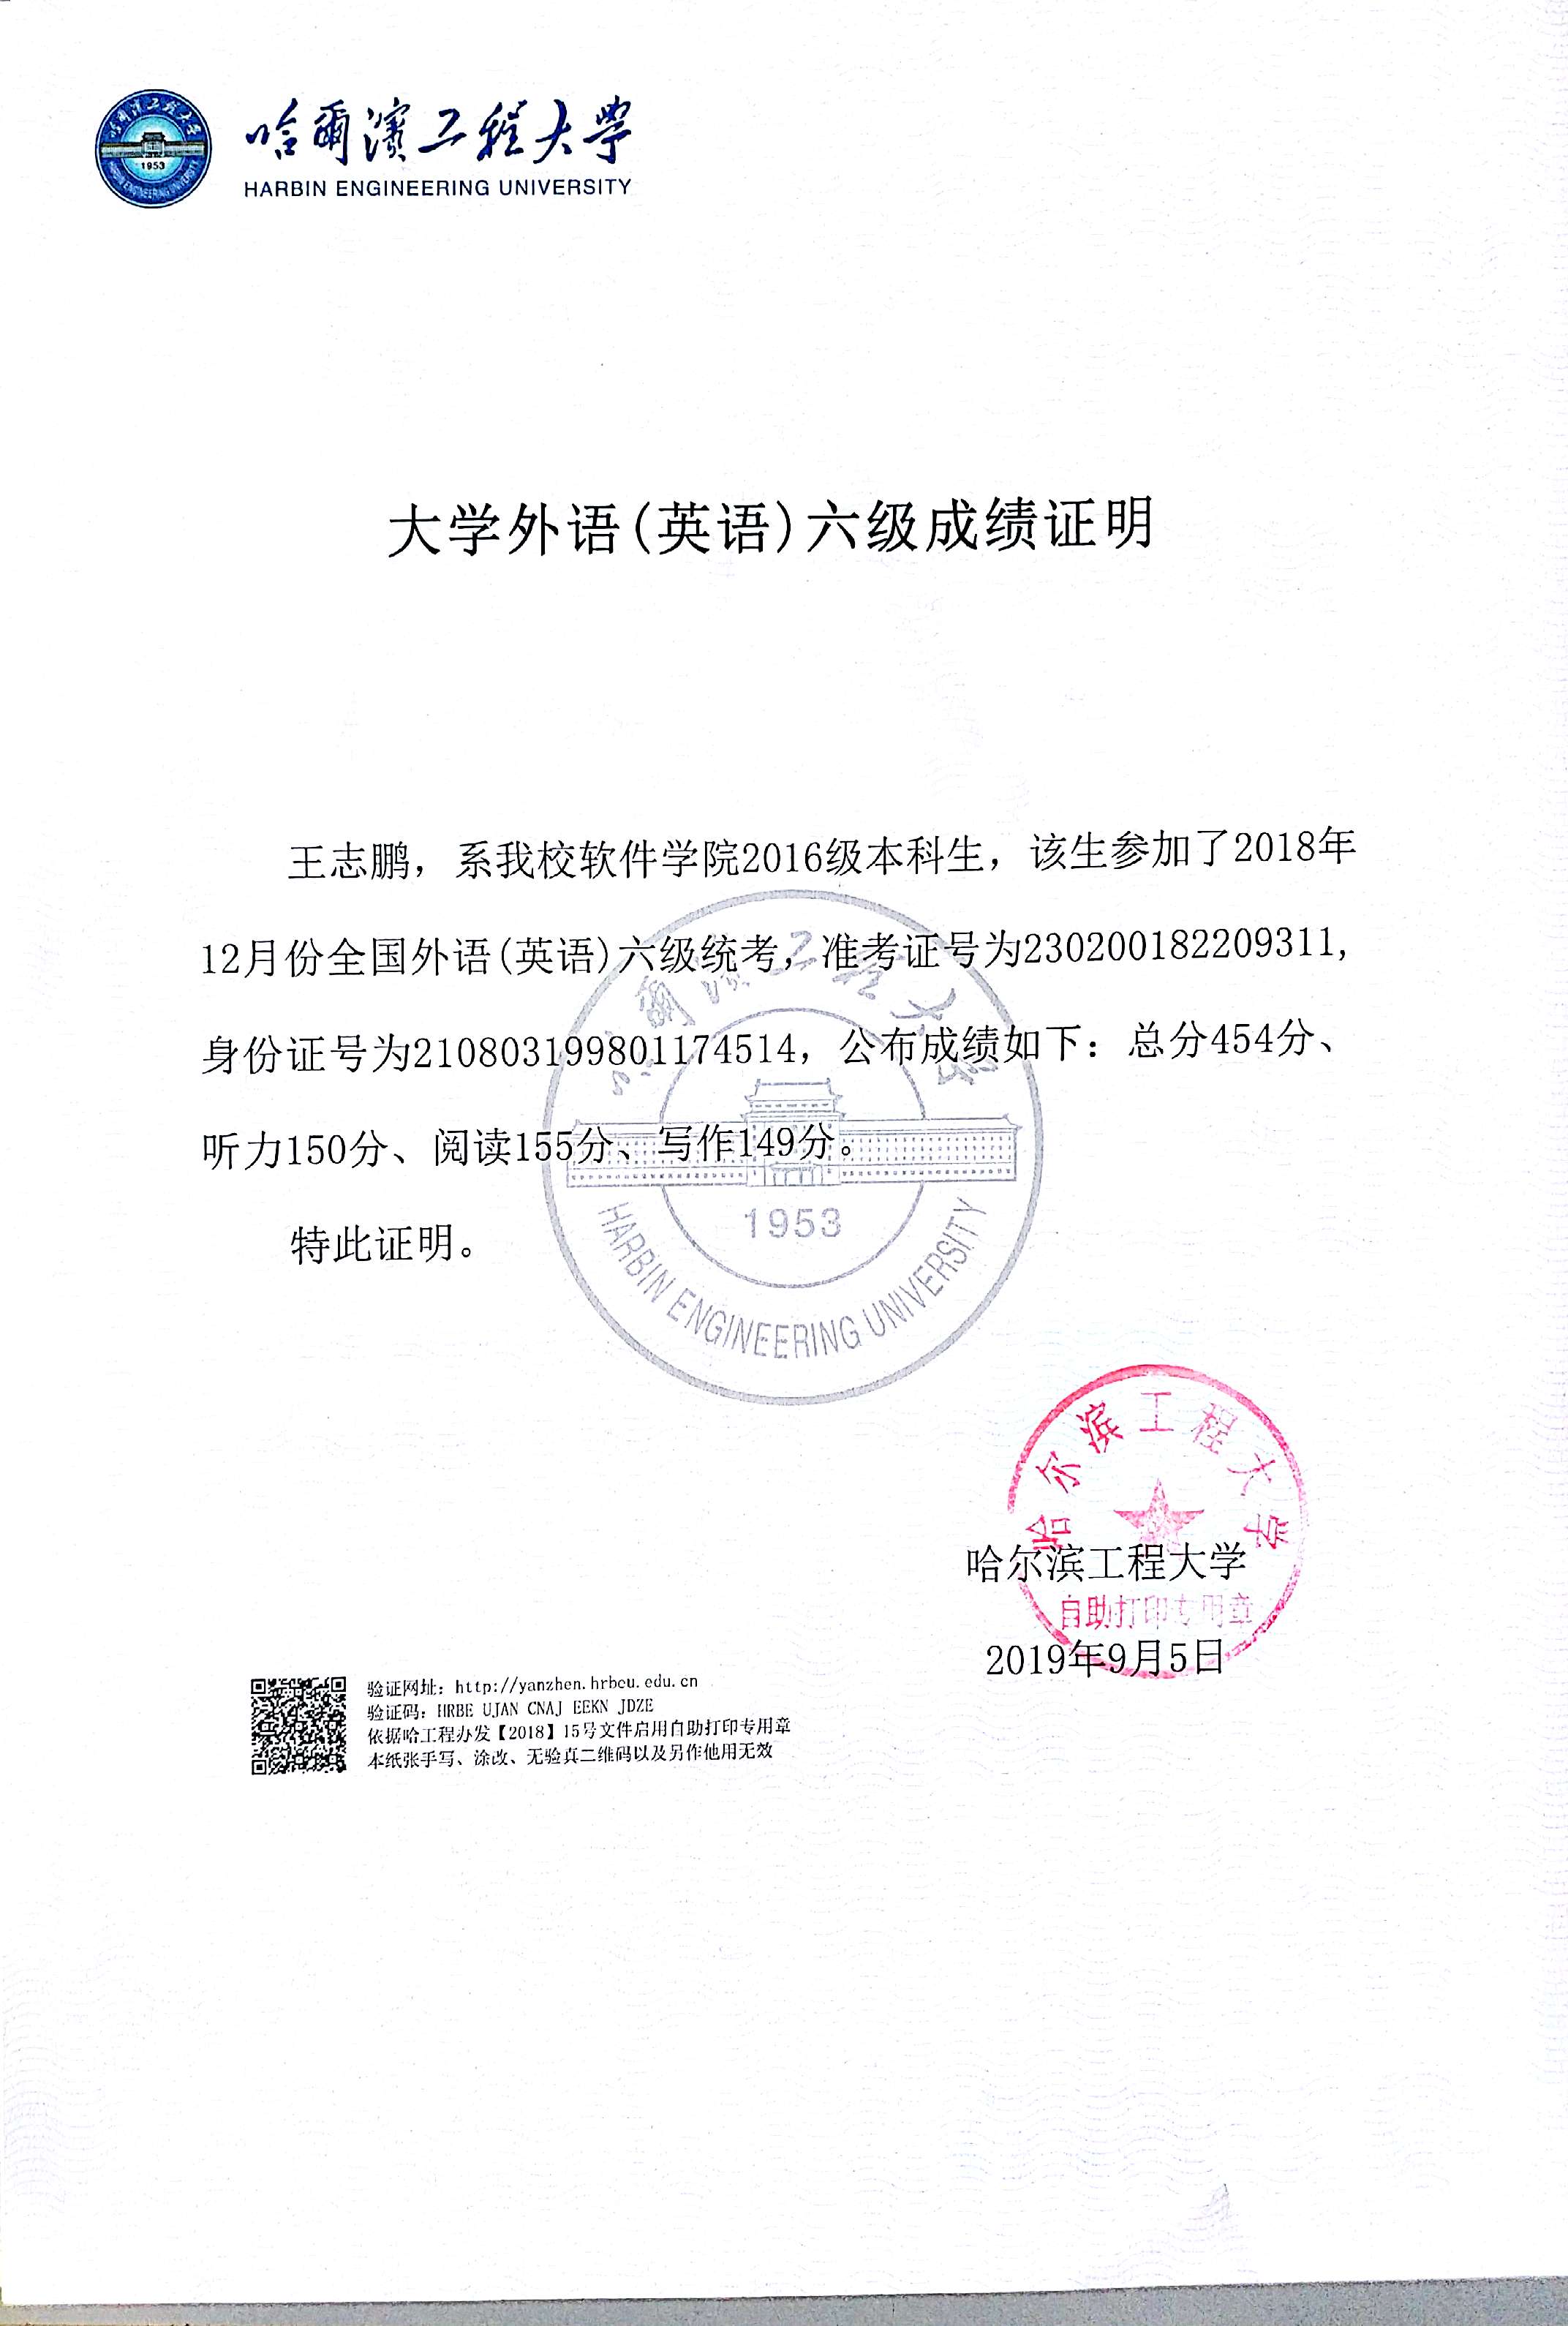 哈爾濱工程大學
HARBIN ENGINEERING UNIVERSITY
1953
大学外语(英语)六级成绩证明
王志鹏，系我校软件学院2016级本科生，该生参加了2018年
12月份全国外语(英语)六级统考，准考证号为230200182209311,
身份证号为210803199801174514，公布成绩如下：总分454分、
听力150分、阅读155分、写作149分。
特此证明。
哈爾濱工程大學
1953
HARBIN ENGINEERING UNIVERSITY
哈尔滨工程大学
哈尔滨工程大学
自助打印专用章
2019年9月5日
验证网址：http://yanzhen.hrbeu.edu.cn
验证码：HRBE UJAN CNAJ EEKN JDZE
依据哈工程办发【2018】15号文件启用自助打印专用章
本纸张手写、涂改、无验真二维码以及另作他用无效